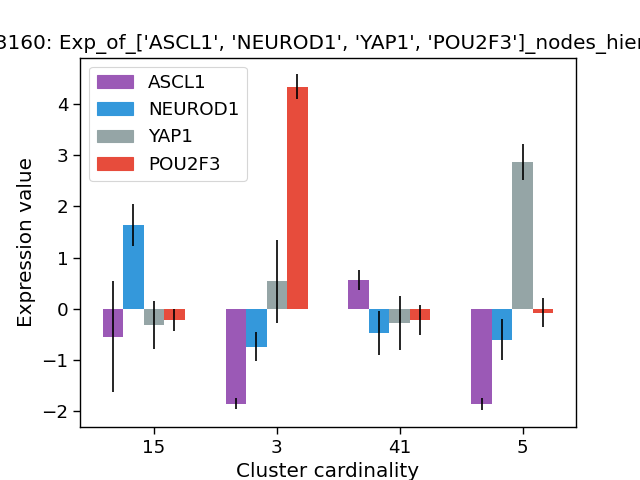 3160: Exp_of_['ASCL1', 'NEUROD1', 'YAP1', 'POU2F3']_nodes_hier
ASCL1
NEUROD1
YAP1
POU2F3
Expression value
4
3
2
1
0
−1
−2
15 3 41 5
Cluster cardinality